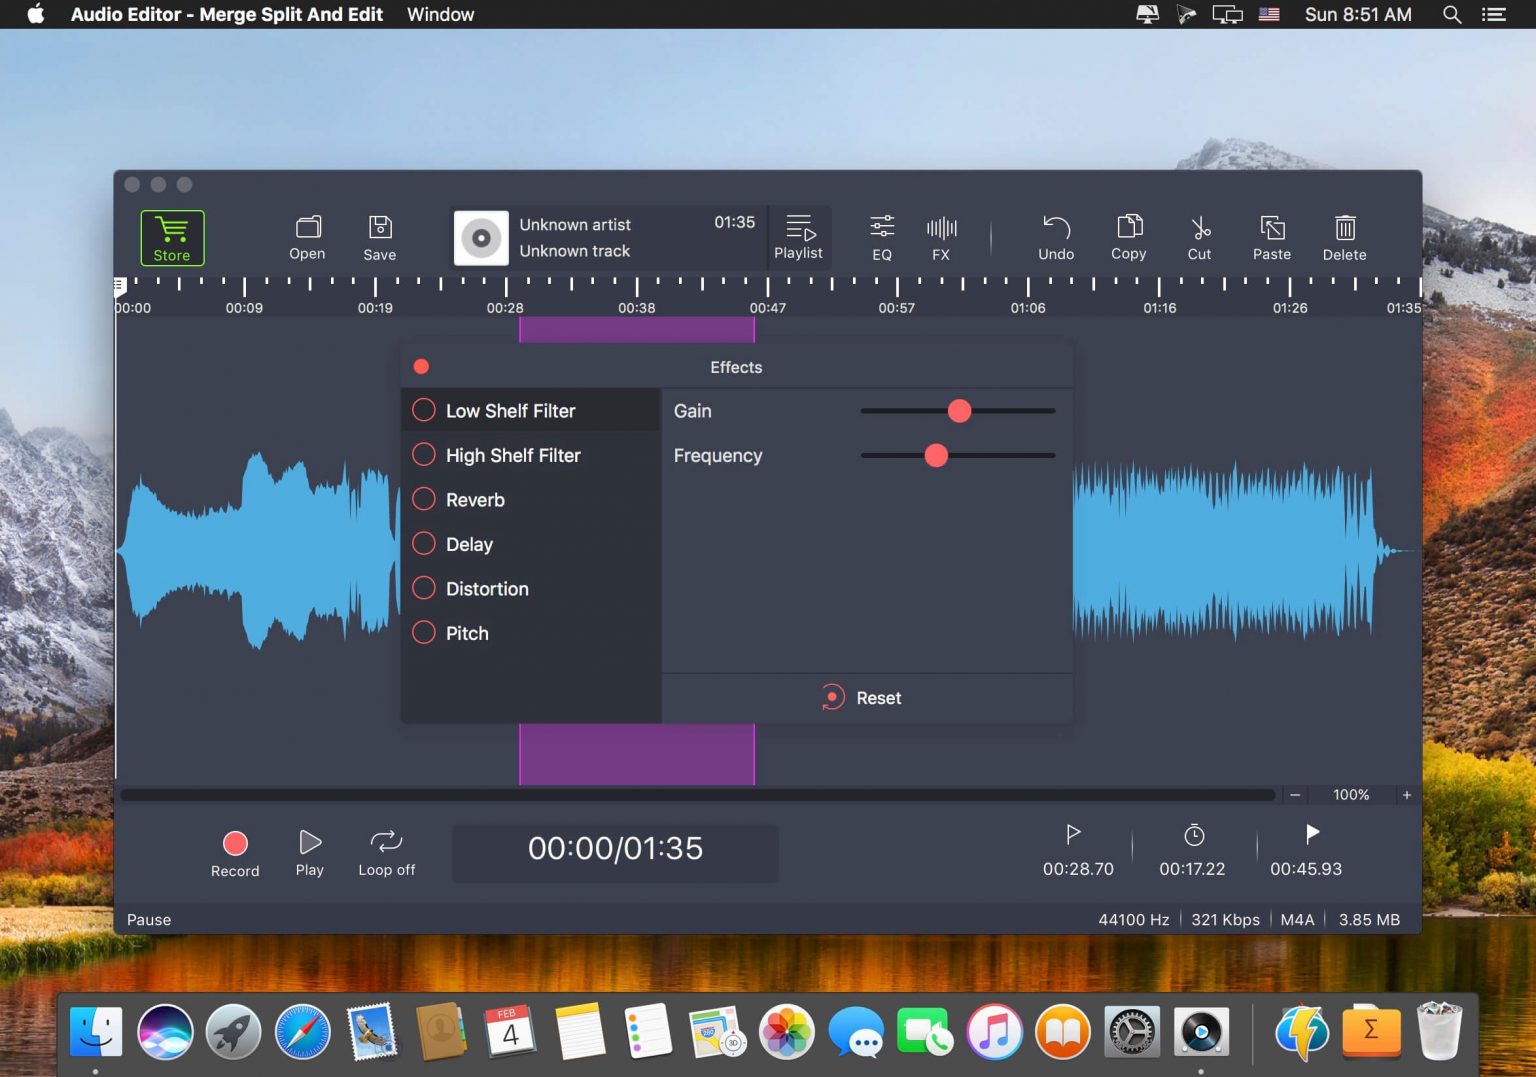 Audio Editor - Merge Split And Edit Window Sun 8:51 AM
Store Open Save Unknown artist 01:35 Playlist EQ FX Undo Copy Cut Paste Delete
Unknown track
00:00 00:09 00:19 00:28 00:38 00:47 00:57 01:06 01:16 01:26 01:35
Effects
Low Shelf Filter Gain
High Shelf Filter Frequency
Reverb
Delay
Distortion
Pitch
Reset
− 100% +
Record Play Loop off 00:00/01:35 00:28.70 00:17.22 00:45.93
Pause 44100 Hz 321 Kbps M4A 3.85 MB
FEB
4
280
3D
Σ